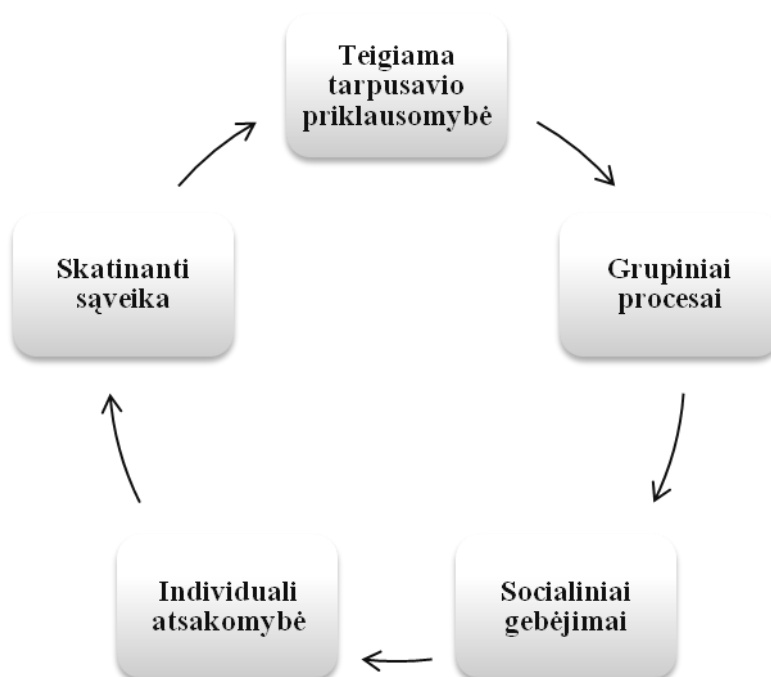 Teigiama
tarpusavio
priklausomybė
Grupiniai
procesai
Socialiniai
gebėjimai
Individuali
atsakomybė
Skatinanti
sąveika